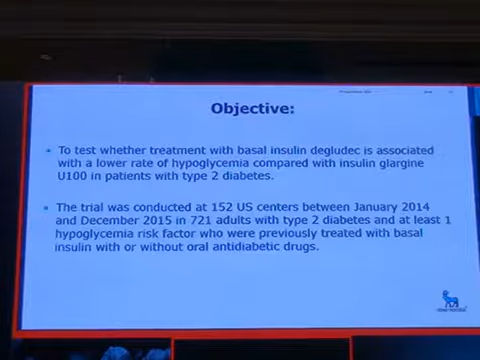 Objective:
To test whether treatment with basal insulin degludec is associated
with a lower rate of hypoglycemia compared with insulin glargine
U100 in patients with type 2 diabetes.
The trial was conducted at 152 US centers between January 2014
and December 2015 in 721 adults with type 2 diabetes and at least 1
hypoglycemia risk factor who were previously treated with basal
insulin with or without oral antidiabetic drugs.